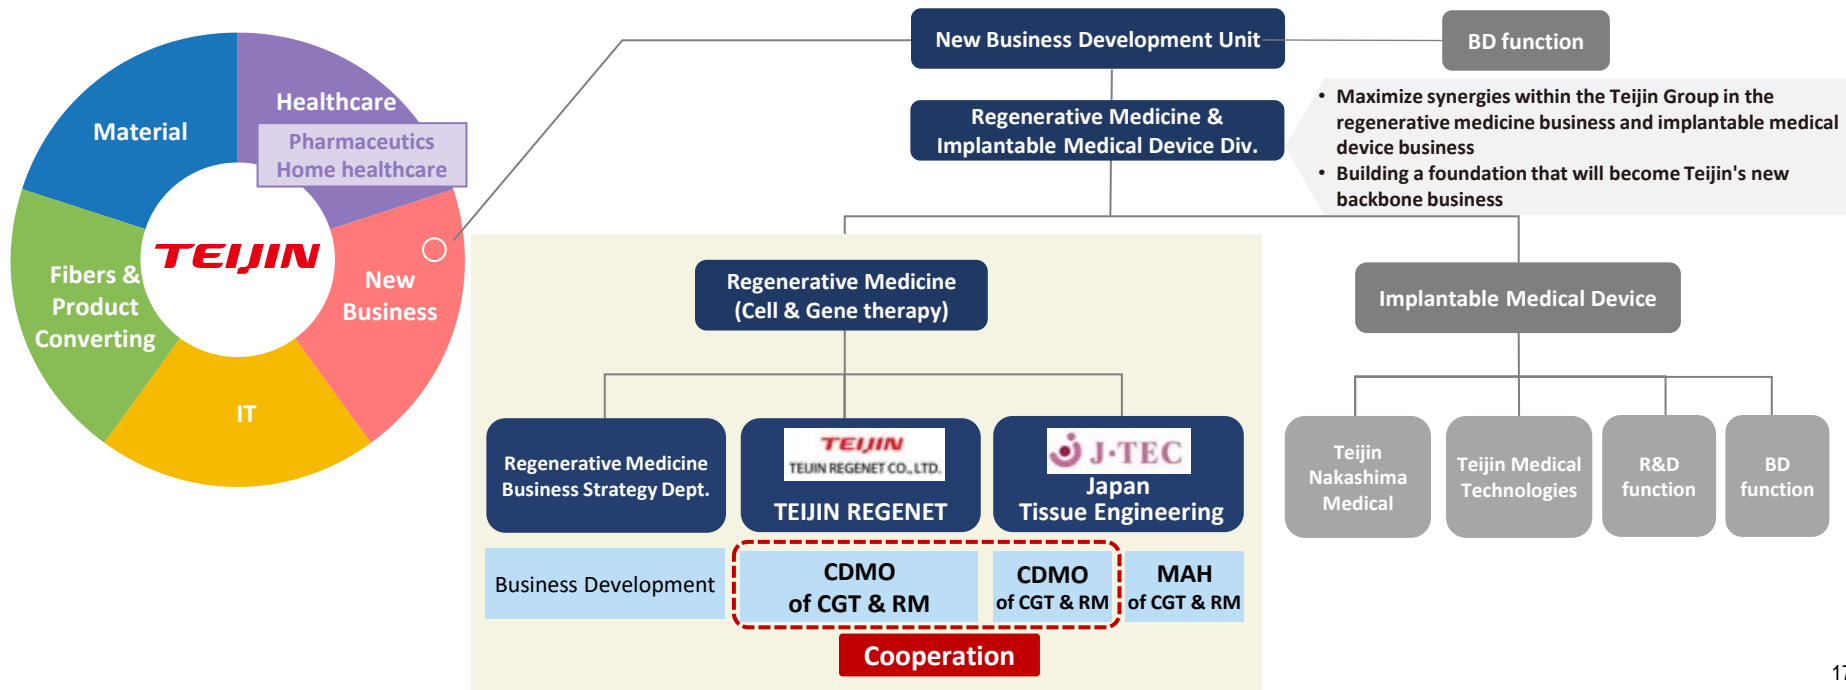 Material
Healthcare
Pharmaceutics
Home healthcare
TEIJIN
Fibers &
Product
Converting
New
Business
IT
New Business Development Unit
BD function
Regenerative Medicine &
Implantable Medical Device Div.
• Maximize synergies within the Teijin Group in the
regenerative medicine business and implantable medical
device business
• Building a foundation that will become Teijin's new
backbone business
Regenerative Medicine
(Cell & Gene therapy)
Implantable Medical Device
Regenerative Medicine
Business Strategy Dept.
TEIJIN
TEIJIN REGENET CO., LTD.
TEIJIN REGENET
J-TEC
Japan
Tissue Engineering
Teijin
Nakashima
Medical
Teijin Medical
Technologies
R&D
function
BD
function
Business Development
CDMO
of CGT & RM
CDMO
of CGT & RM
MAH
of CGT & RM
Cooperation
17